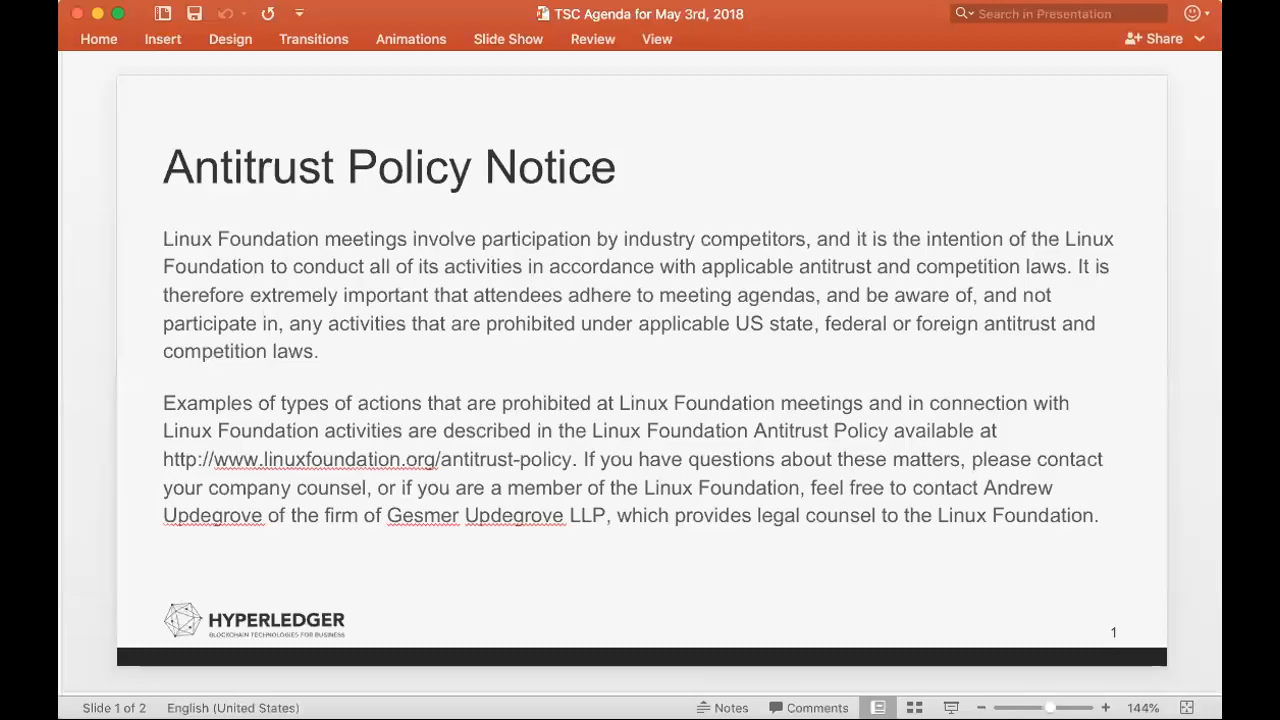 TSC Agenda for May 3rd, 2018
Search in Presentation
Home Insert Design Transitions Animations Slide Show Review View
Share
Antitrust Policy Notice
Linux Foundation meetings involve participation by industry competitors, and it is the intention of the Linux
Foundation to conduct all of its activities in accordance with applicable antitrust and competition laws. It is
therefore extremely important that attendees adhere to meeting agendas, and be aware of, and not
participate in, any activities that are prohibited under applicable US state, federal or foreign antitrust and
competition laws.
Examples of types of actions that are prohibited at Linux Foundation meetings and in connection with
Linux Foundation activities are described in the Linux Foundation Antitrust Policy available at
http://www.linuxfoundation.org/antitrust-policy. If you have questions about these matters, please contact
your company counsel, or if you are a member of the Linux Foundation, feel free to contact Andrew
Updegrove of the firm of Gesmer Updegrove LLP, which provides legal counsel to the Linux Foundation.
HYPERLEDGER
BLOCKCHAIN TECHNOLOGIES FOR BUSINESS
1
Slide 1 of 2 English (United States) Notes Comments 144%